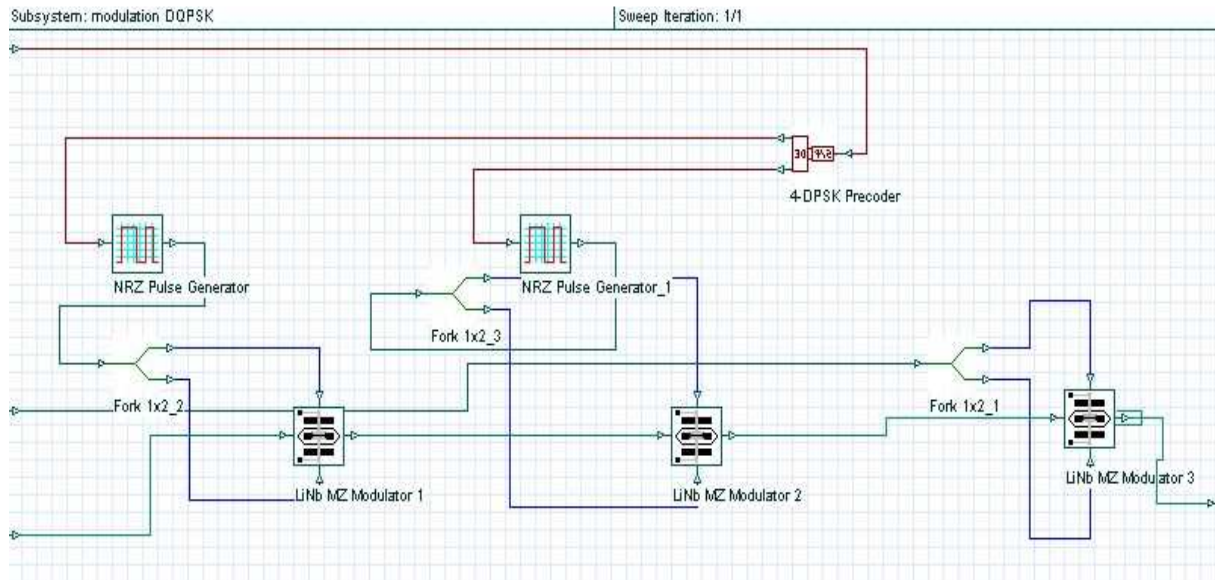 Subsystem: modulation DQPSK
Sweep Iteration: 1/1
4-DPSK Precoder
NRZ Pulse Generator
NRZ Pulse Generator_1
Fork 1x2_3
Fork 1x2_2
Fork 1x2_1
LiNb MZ Modulator 1
LiNb MZ Modulator 2
LiNb MZ Modulator 3